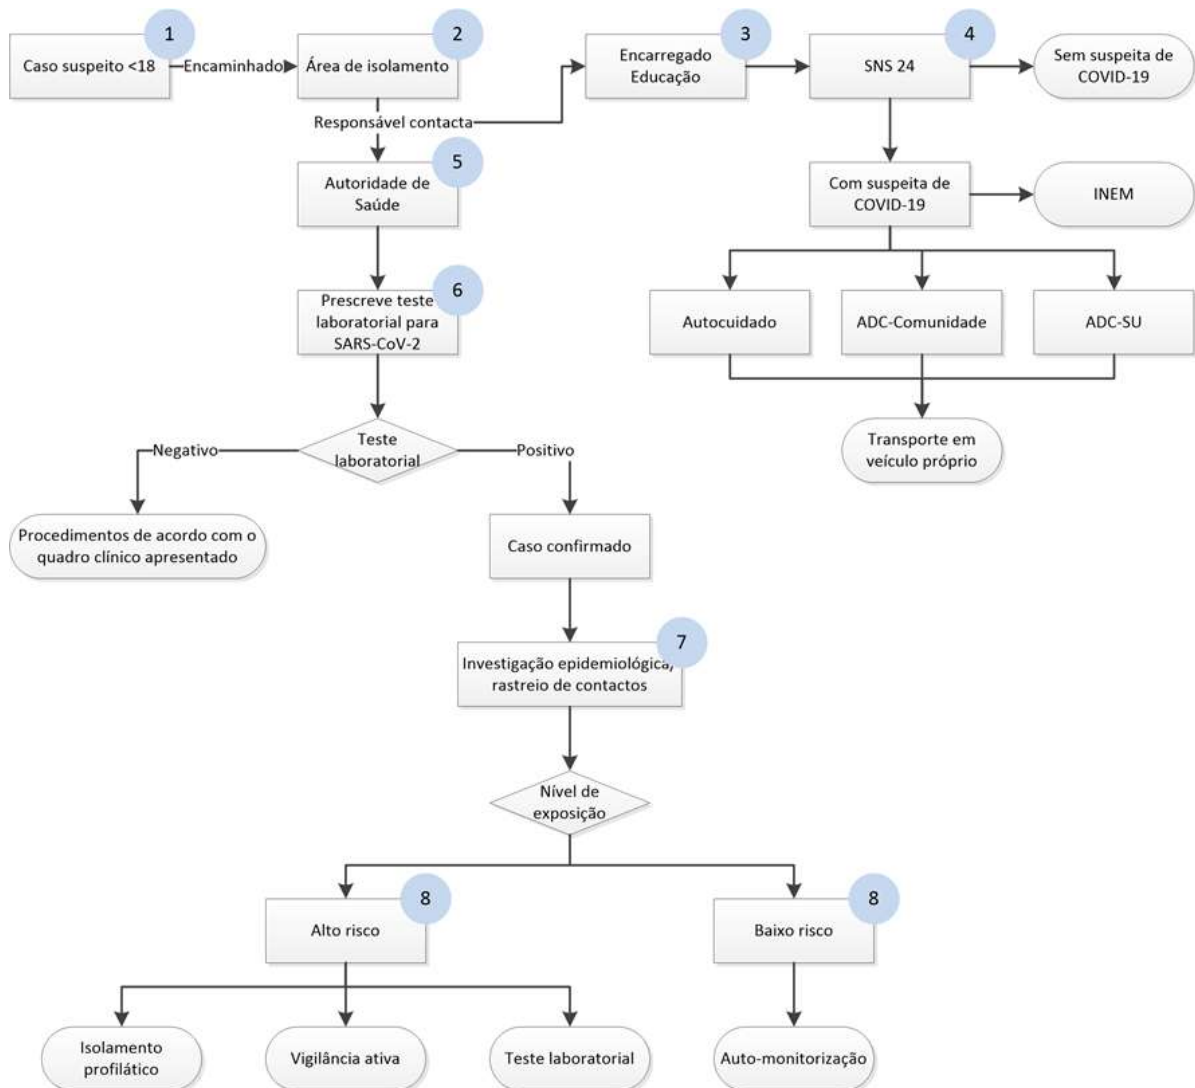 1
Caso suspeito <18
Encaminhado
2
Área de isolamento
3
Encarregado
Educação
4
SNS 24
Sem suspeita de
COVID-19
Responsável contacta
5
Autoridade de
Saúde
Com suspeita de
COVID-19
INEM
6
Prescreve teste
laboratorial para
SARS-CoV-2
Autocuidado
ADC-Comunidade
ADC-SU
Negativo
Teste
laboratorial
Positivo
Transporte em
veículo próprio
Procedimentos de acordo com o
quadro clínico apresentado
Caso confirmado
7
Investigação epidemiológica/
rastreio de contactos
Nível de
exposição
8
Alto risco
8
Baixo risco
Isolamento
profilático
Vigilância ativa
Teste laboratorial
Auto-monitorização